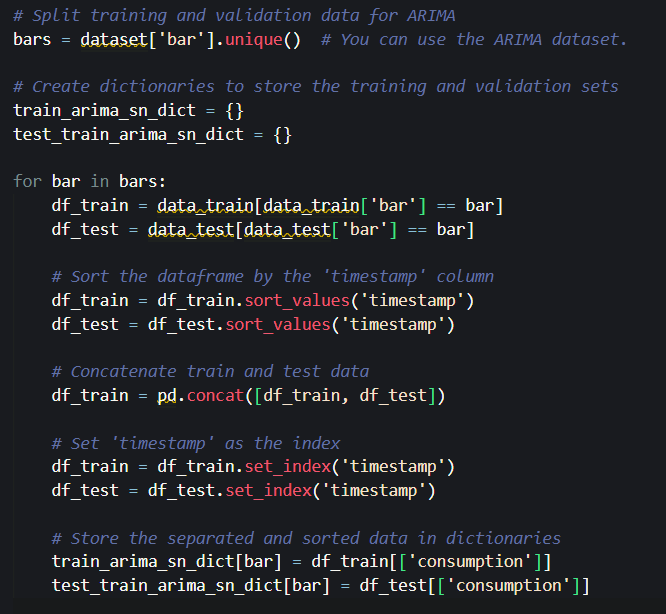 # Split training and validation data for ARIMA
bars = dataset['bar'].unique()  # You can use the ARIMA dataset.

# Create dictionaries to store the training and validation sets
train_arima_sn_dict = {}
test_train_arima_sn_dict = {}

for bar in bars:
    df_train = data_train[data_train['bar'] == bar]
    df_test = data_test[data_test['bar'] == bar]

    # Sort the dataframe by the 'timestamp' column
    df_train = df_train.sort_values('timestamp')
    df_test = df_test.sort_values('timestamp')

    # Concatenate train and test data
    df_train = pd.concat([df_train, df_test])

    # Set 'timestamp' as the index
    df_train = df_train.set_index('timestamp')
    df_test = df_test.set_index('timestamp')

    # Store the separated and sorted data in dictionaries
    train_arima_sn_dict[bar] = df_train[['consumption']]
    test_train_arima_sn_dict[bar] = df_test[['consumption']]